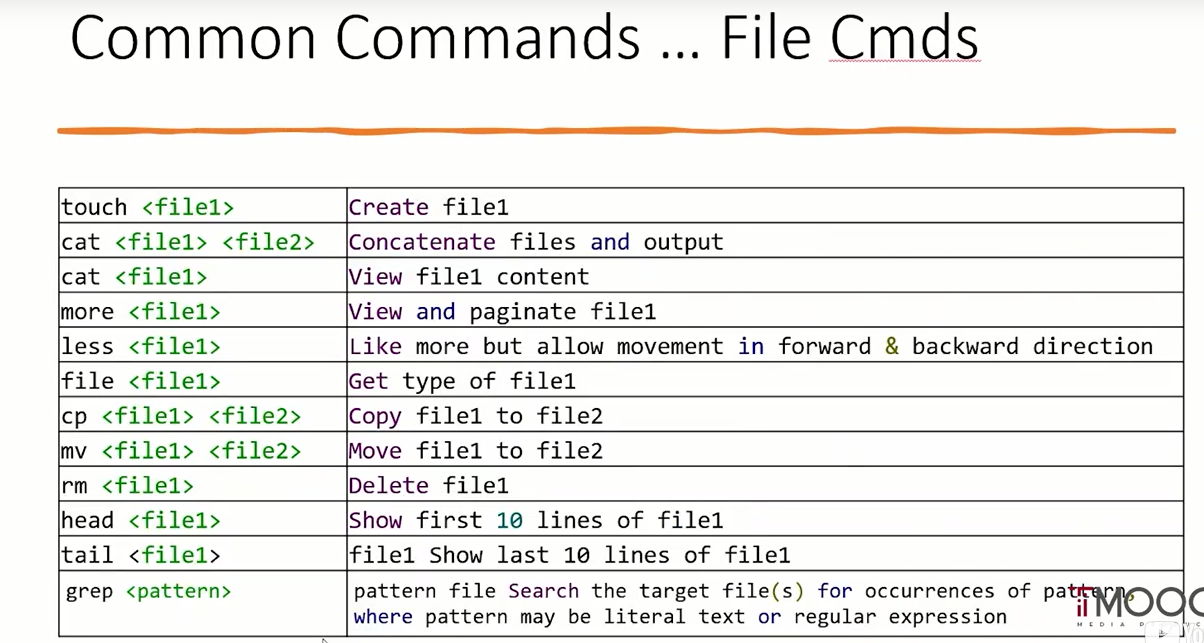 Common Commands ... File Cmds
touch <file1> Create file1
cat <file1> <file2> Concatenate files and output
cat <file1> View file1 content
more <file1> View and paginate file1
less <file1> Like more but allow movement in forward & backward direction
file <file1> Get type of file1
cp <file1> <file2> Copy file1 to file2
mv <file1> <file2> Move file1 to file2
rm <file1> Delete file1
head <file1> Show first 10 lines of file1
tail <file1> file1 Show last 10 lines of file1
grep <pattern> pattern file Search the target file(s) for occurrences of pattern,
where pattern may be literal text or regular expression
iTMOOC
MEDIA